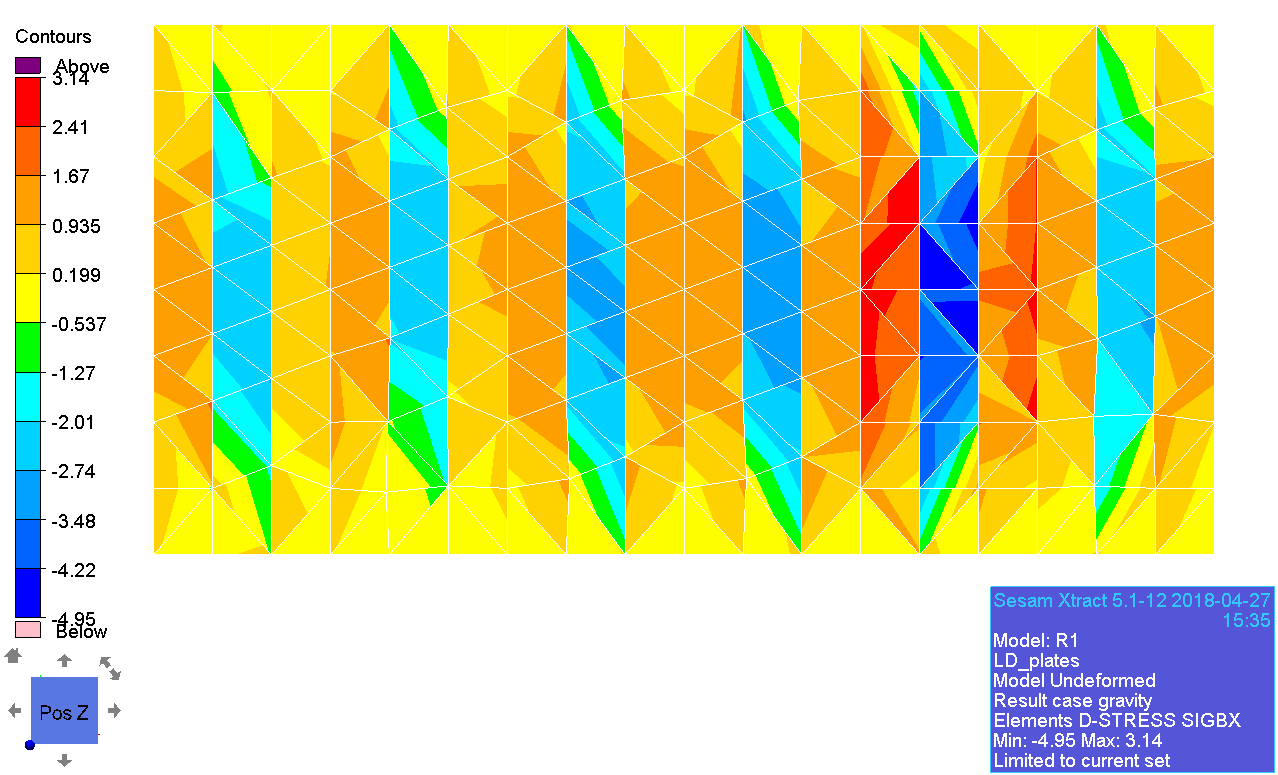 Contours
Above
3.14
2.41
1.67
0.935
0.199
-0.537
-1.27
-2.01
-2.74
-3.48
-4.22
-4.95
Below
Pos Z
Sesam Xtract 5.1-12 2018-04-27
15:35
Model: R1
LD_plates
Model Undeformed
Result case gravity
Elements D-STRESS SIGBX
Min: -4.95 Max: 3.14
Limited to current set